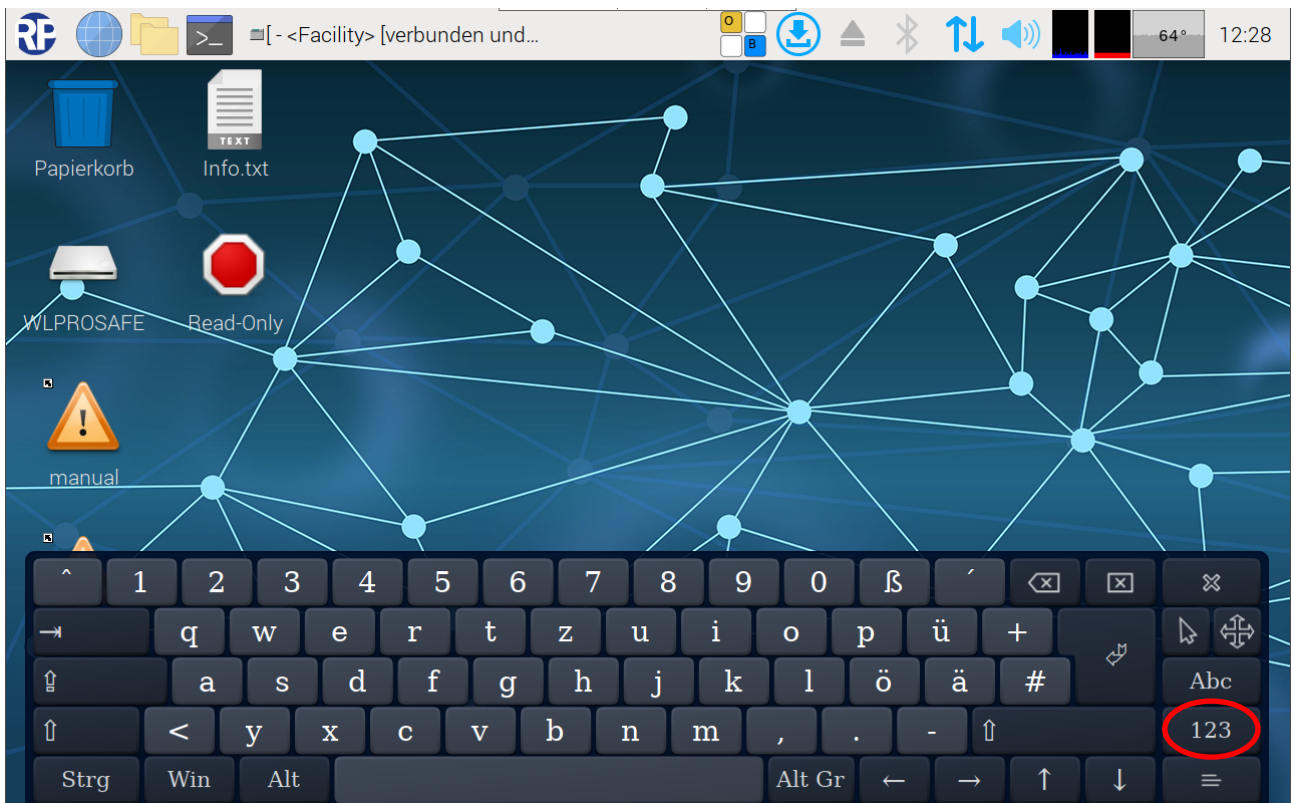 >_ [ - <Facility> [verbunden und… O B 64° 12:28
TEXT
Papierkorb Info.txt
WLPROSAFE Read-Only
manual
^ 1 2 3 4 5 6 7 8 9 0 ß ´
q w e r t z u i o p ü +
a s d f g h j k l ö ä # Abc
< y x c v b n m , . - 123
Strg Win Alt Alt Gr ← → ↑ ↓